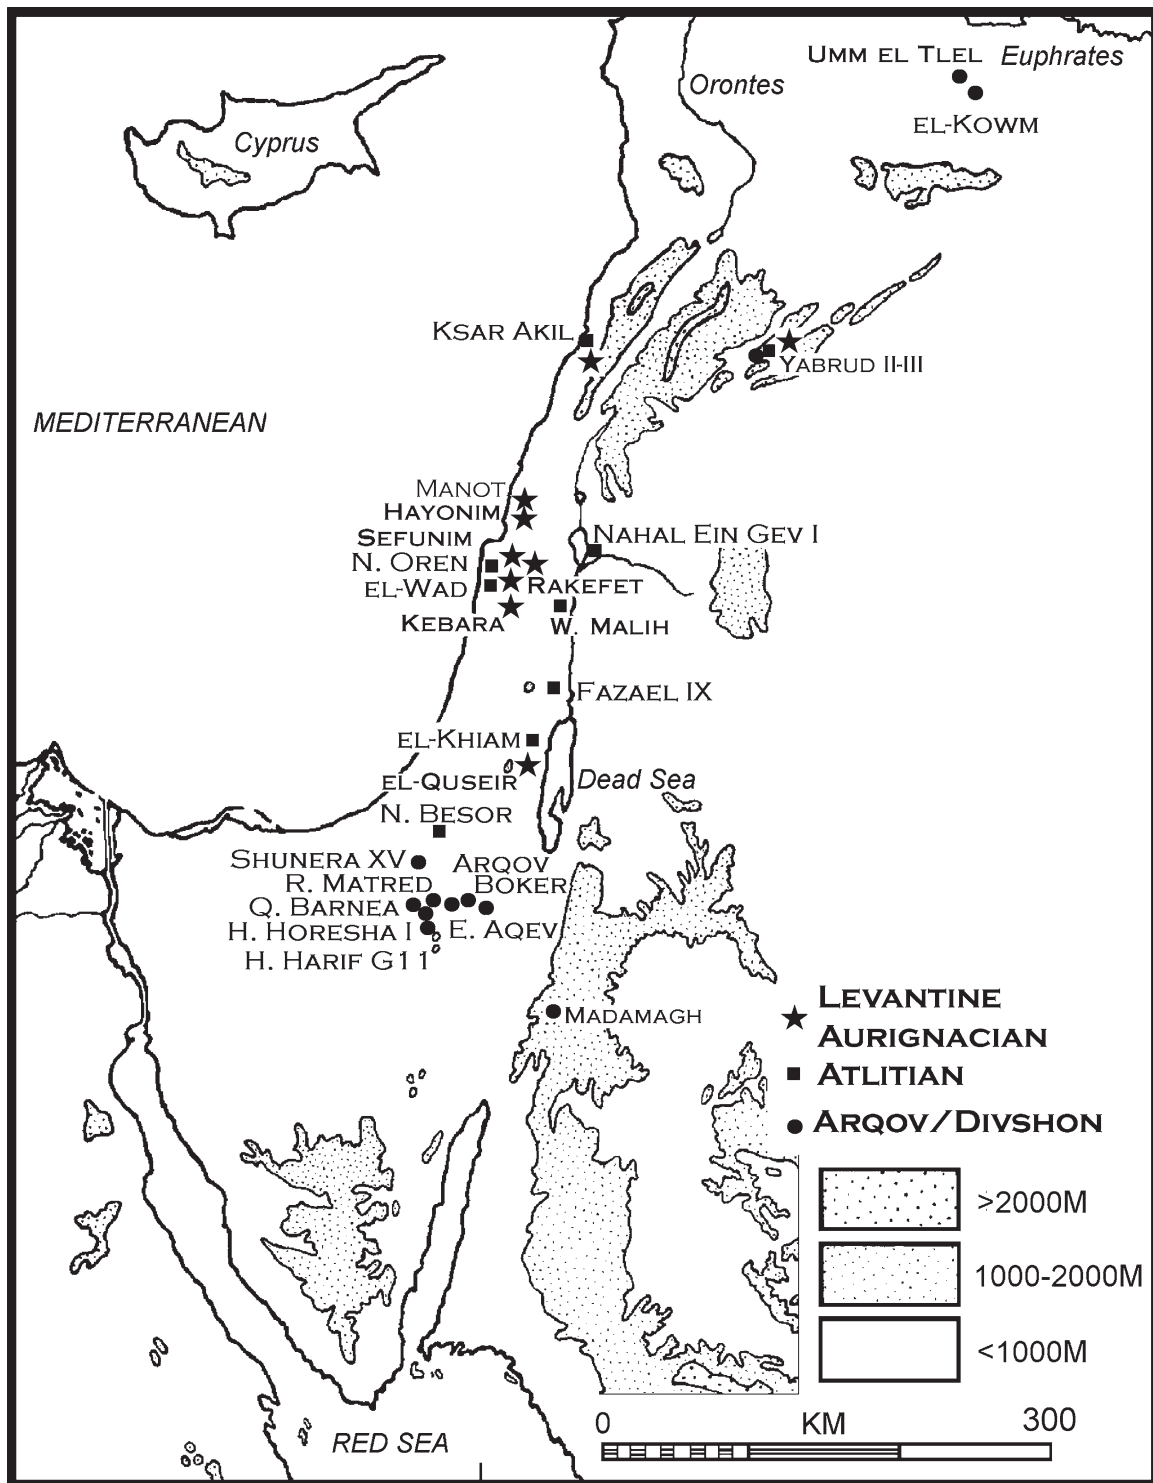 Umm el Tlel
Euphrates
Orontes
el-Kowm
Cyprus
Ksar Akil
Yabrud II-III
MEDITERRANEAN
Manot
Hayonim
Sefunim
Nahal Ein Gev I
N. Oren
el-Wad
Rakefet
Kebara
W. Malih
Fazael IX
el-Khiam
el-Quseir
Dead Sea
N. Besor
Shunera XV
Arqov
R. Matred
Boker
Q. Barnea
H. Horesha I
E. Aqev
H. Harif G11
Madamagh
Levantine
Aurignacian
Atlitian
Arqov/Divshon
>2000M
1000-2000M
<1000M
0 KM 300
RED SEA